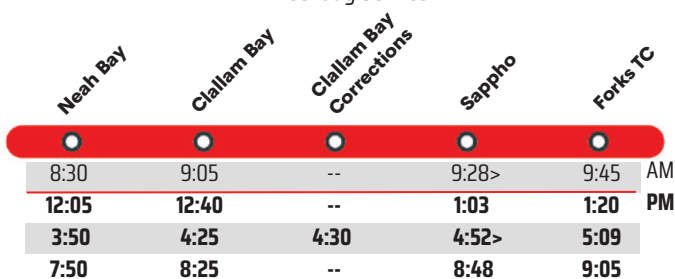 Neah Bay
Clallam Bay
Clallam Bay
Corrections
Sappho
Forks TC
8:30 9:05 -- 9:28> 9:45 AM
12:05 12:40 -- 1:03 1:20 PM
3:50 4:25 4:30 4:52> 5:09
7:50 8:25 -- 8:48 9:05